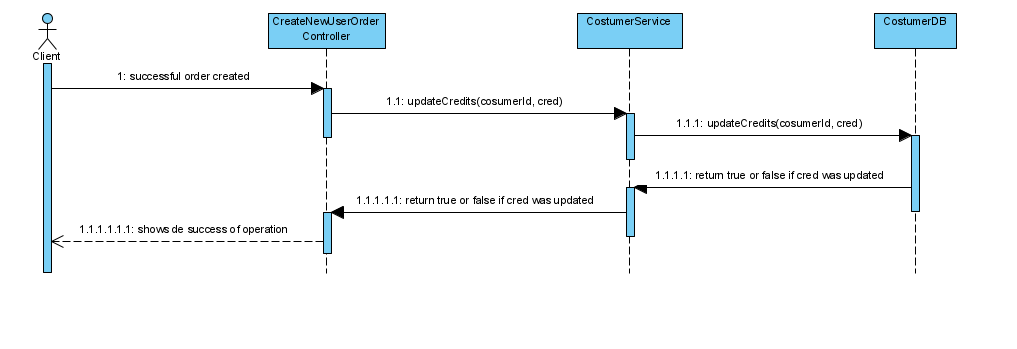 CreateNewUserOrder
Controller
CostumerService
CostumerDB
Client
1: successful order created
1.1: updateCredits(cosumerId, cred)
1.1.1: updateCredits(cosumerId, cred)
1.1.1.1: return true or false if cred was updated
1.1.1.1.1: return true or false if cred was updated
1.1.1.1.1.1: shows de success of operation